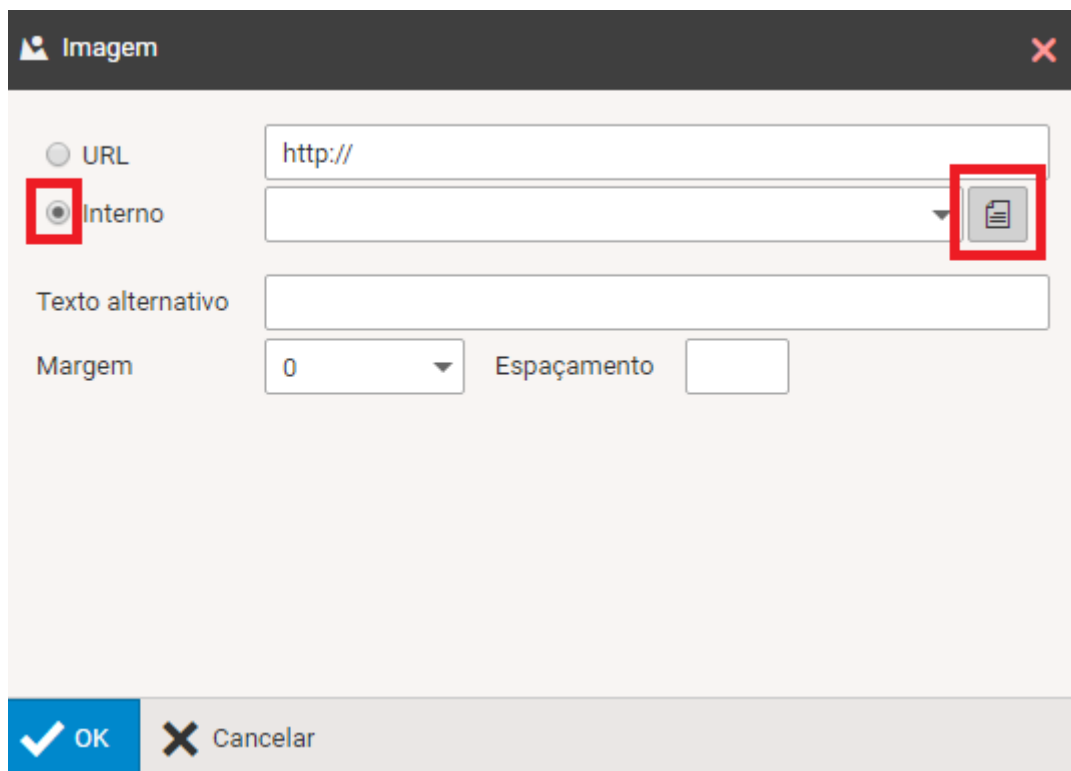 Imagem
URL http://
Interno
Texto alternativo
Margem 0 Espaçamento
OK Cancelar